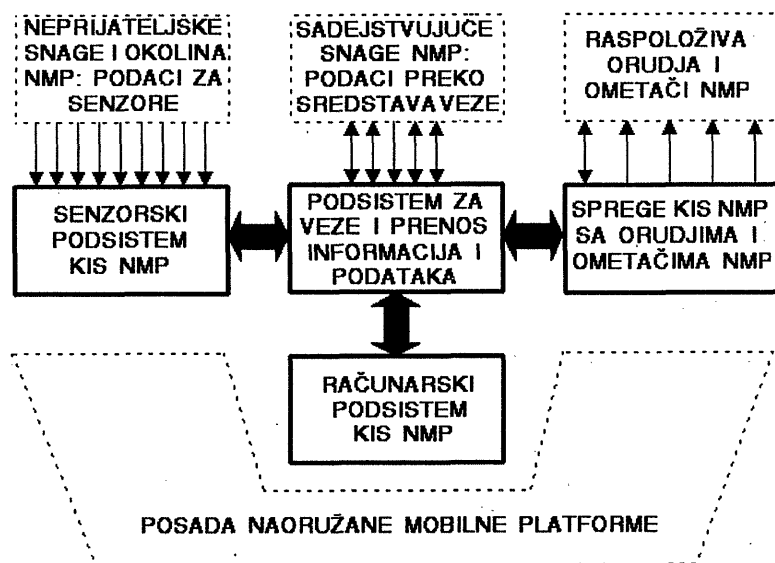 NEPRIJATELJSKE
SNAGE I OKOLINA
NMP: PODACI ZA
SENZORE
SADEJSTVUJUĆE
SNAGE NMP:
PODACI PREKO
SREDSTAVA VEZE
RASPOLOŽIVA
ORUDJA I
OMETAČI NMP
SENZORSKI
PODSISTEM
KIS NMP
PODSISTEM ZA
VEZE I PRENOS
INFORMACIJA I
PODATAKA
SPREGE KIS NMP
SA ORUDJIMA I
OMETAČIMA NMP
RAČUNARSKI
PODSISTEM
KIS NMP
POSADA NAORUŽANE MOBILNE PLATFORME